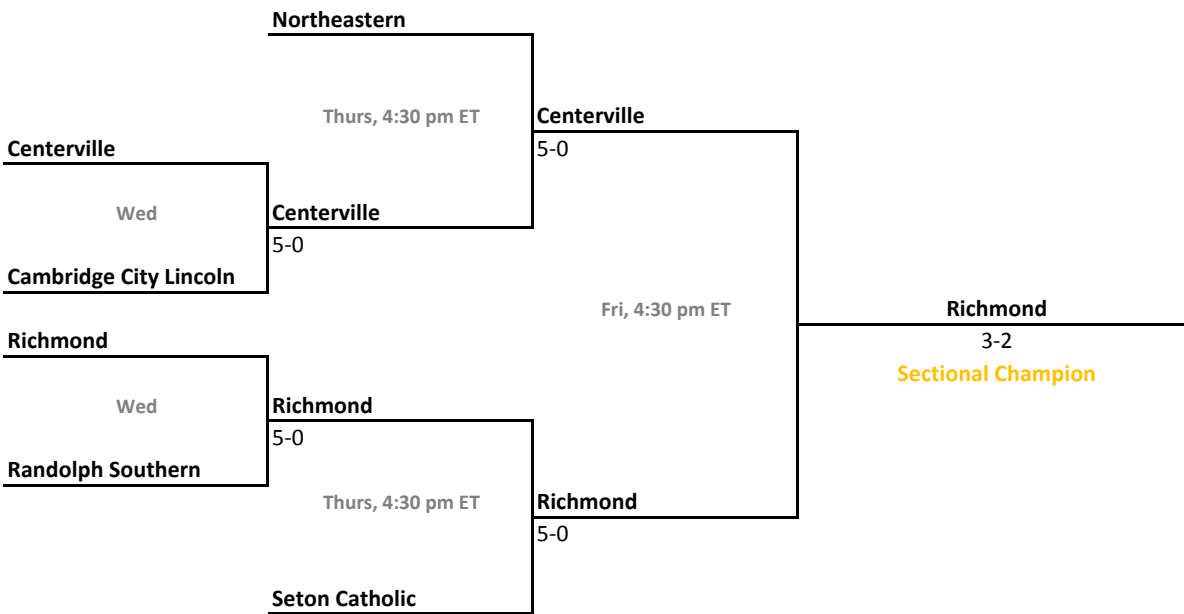 Northeastern
Thurs, 4:30 pm ET
Centerville
Centerville
5-0
Wed
Centerville
5-0
Cambridge City Lincoln
Fri, 4:30 pm ET
Richmond
Richmond
3-2
Sectional Champion
Wed
Richmond
5-0
Randolph Southern
Thurs, 4:30 pm ET
Richmond
5-0
Seton Catholic